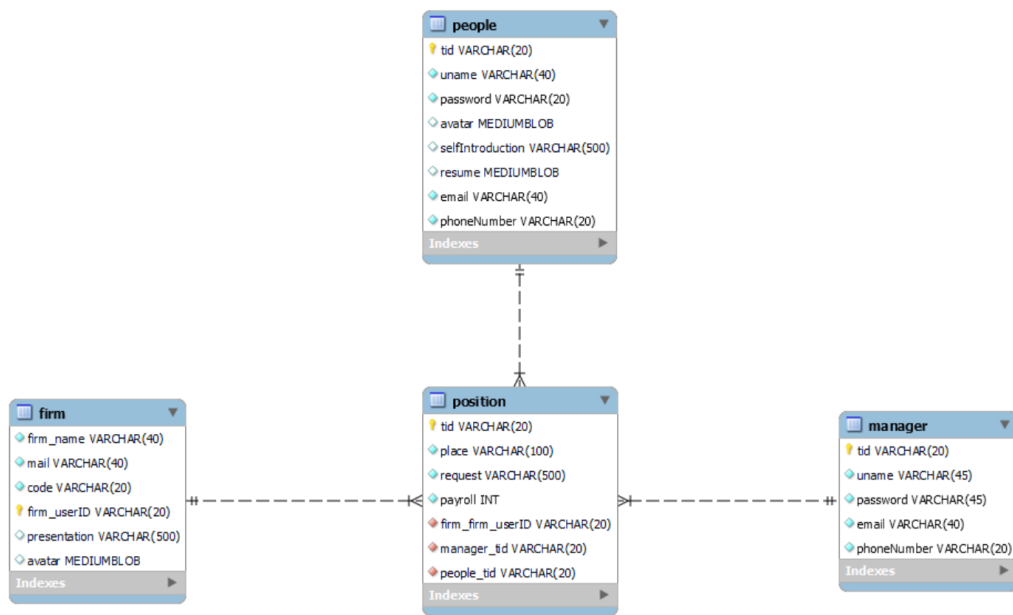 people
tid VARCHAR(20)
uname VARCHAR(40)
password VARCHAR(20)
avatar MEDIUMBLOB
selfIntroduction VARCHAR(500)
resume MEDIUMBLOB
email VARCHAR(40)
phoneNumber VARCHAR(20)
Indexes
firm
firm_name VARCHAR(40)
mail VARCHAR(40)
code VARCHAR(20)
firm_userID VARCHAR(20)
presentation VARCHAR(500)
avatar MEDIUMBLOB
Indexes
position
tid VARCHAR(20)
place VARCHAR(100)
request VARCHAR(500)
payroll INT
firm_firm_userID VARCHAR(20)
manager_tid VARCHAR(20)
people_tid VARCHAR(20)
Indexes
manager
tid VARCHAR(20)
uname VARCHAR(45)
password VARCHAR(45)
email VARCHAR(40)
phoneNumber VARCHAR(20)
Indexes